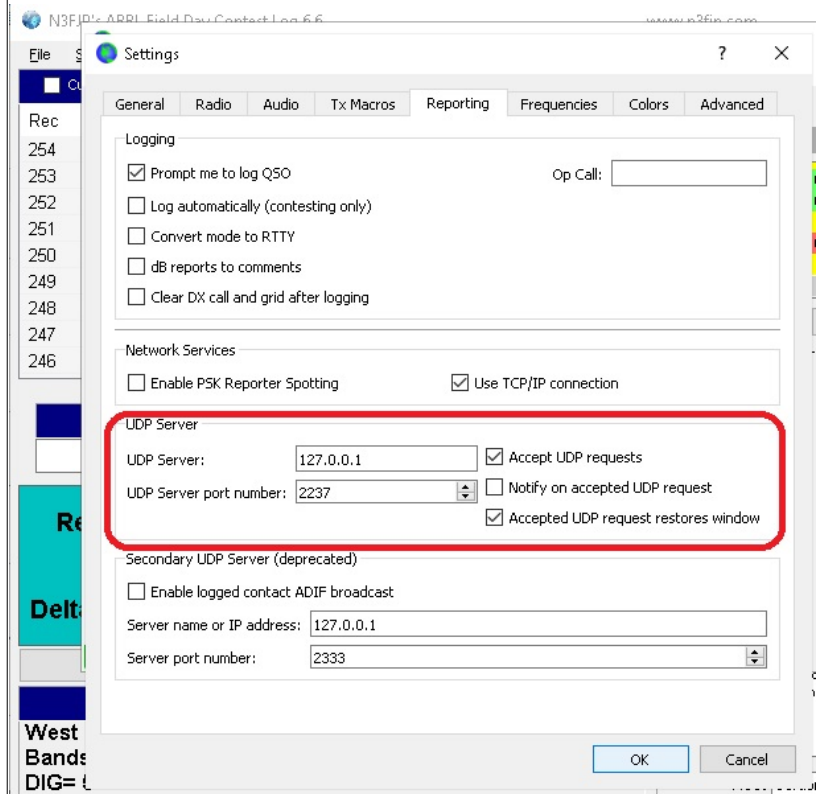 N3FJP's ARRL Field Day Contest Log 6.6 www.n3fjp.com
File
Settings ? ×
General Radio Audio Tx Macros Reporting Frequencies Colors Advanced
Rec
254
253
252
251
250
249
248
247
246
Logging
Prompt me to log QSO Op Call:
Log automatically (contesting only)
Convert mode to RTTY
dB reports to comments
Clear DX call and grid after logging
Network Services
Enable PSK Reporter Spotting Use TCP/IP connection
UDP Server
UDP Server: 127.0.0.1 Accept UDP requests
UDP Server port number: 2237 Notify on accepted UDP request
Accepted UDP request restores window
Secondary UDP Server (deprecated)
Enable logged contact ADIF broadcast
Server name or IP address: 127.0.0.1
Server port number: 2333
Re
Delt
West
Bands
DIG=
OK Cancel